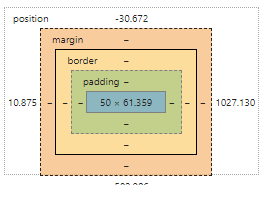 position -30.672
margin –
border –
padding –
10.875 – – – 50 × 61.359 – – – 1027.130
–
–
–